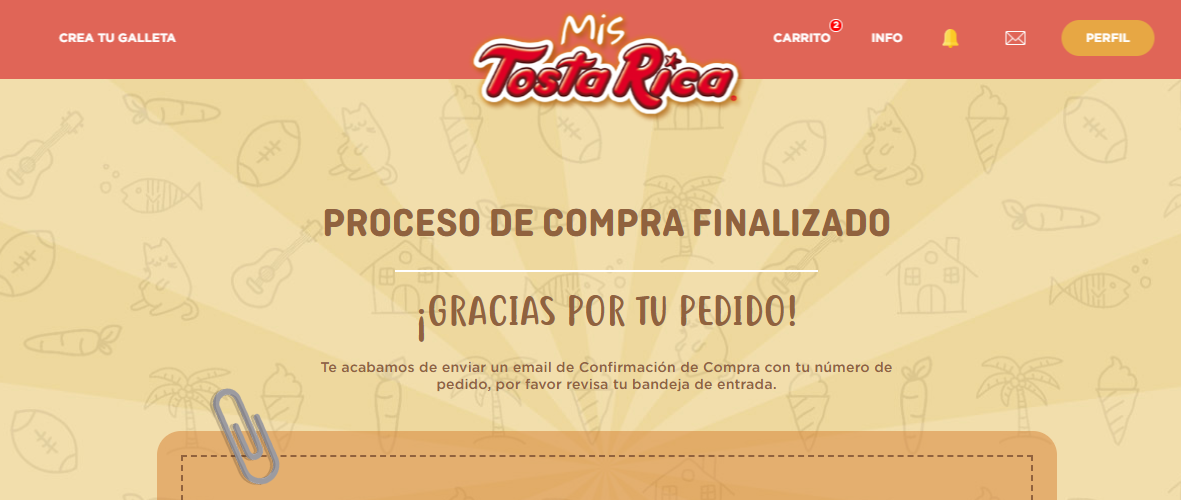 CREA TU GALLETA
Mis
Tosta Rica
CARRITO 2
INFO
PERFIL
PROCESO DE COMPRA FINALIZADO
¡GRACIAS POR TU PEDIDO!
Te acabamos de enviar un email de Confirmación de Compra con tu número de
pedido, por favor revisa tu bandeja de entrada.